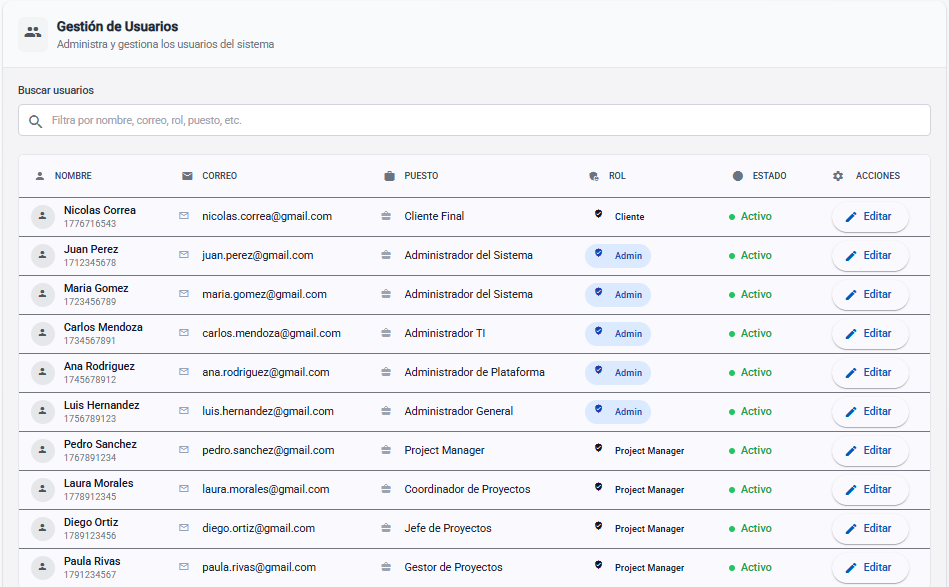 Gestión de Usuarios
Administra y gestiona los usuarios del sistema
Buscar usuarios
Filtra por nombre, correo, rol, puesto, etc.
NOMBRE CORREO PUESTO ROL ESTADO ACCIONES
Nicolas Correa
1776716543 nicolas.correa@gmail.com Cliente Final Cliente Activo Editar
Juan Perez
1712345678 juan.perez@gmail.com Administrador del Sistema Admin Activo Editar
Maria Gomez
1723456789 maria.gomez@gmail.com Administrador del Sistema Admin Activo Editar
Carlos Mendoza
1734567891 carlos.mendoza@gmail.com Administrador TI Admin Activo Editar
Ana Rodriguez
1745678912 ana.rodriguez@gmail.com Administrador de Plataforma Admin Activo Editar
Luis Hernandez
1756789123 luis.hernandez@gmail.com Administrador General Admin Activo Editar
Pedro Sanchez
1767891234 pedro.sanchez@gmail.com Project Manager Project Manager Activo Editar
Laura Morales
1778912345 laura.morales@gmail.com Coordinador de Proyectos Project Manager Activo Editar
Diego Ortiz
1789123456 diego.ortiz@gmail.com Jefe de Proyectos Project Manager Activo Editar
Paula Rivas
1791234567 paula.rivas@gmail.com Gestor de Proyectos Project Manager Activo Editar